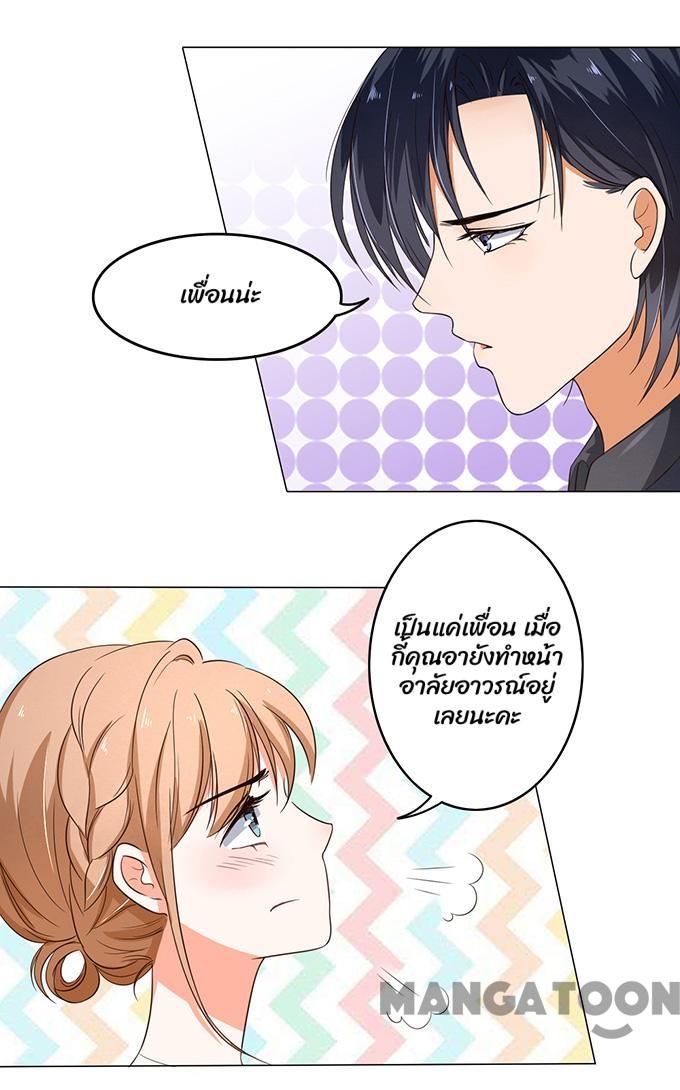 เพื่อนน่ะ
เป็นแค่เพื่อน เมื่อ
กี้คุณอายังทำหน้า
อาลัยอาวรณ์อยู่
เลยนะคะ
MANGATOON